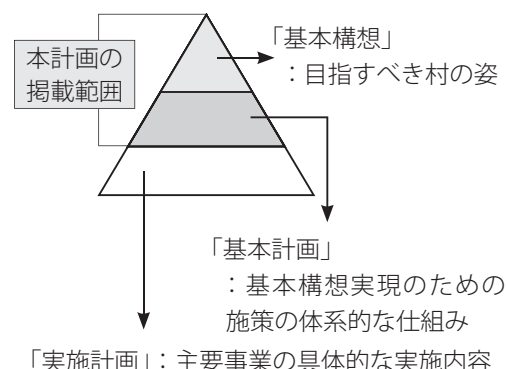 本計画の
掲載範囲
「基本構想」
：目指すべき村の姿
「基本計画」
：基本構想実現のための
施策の体系的な仕組み
「実施計画」：主要事業の具体的な実施内容